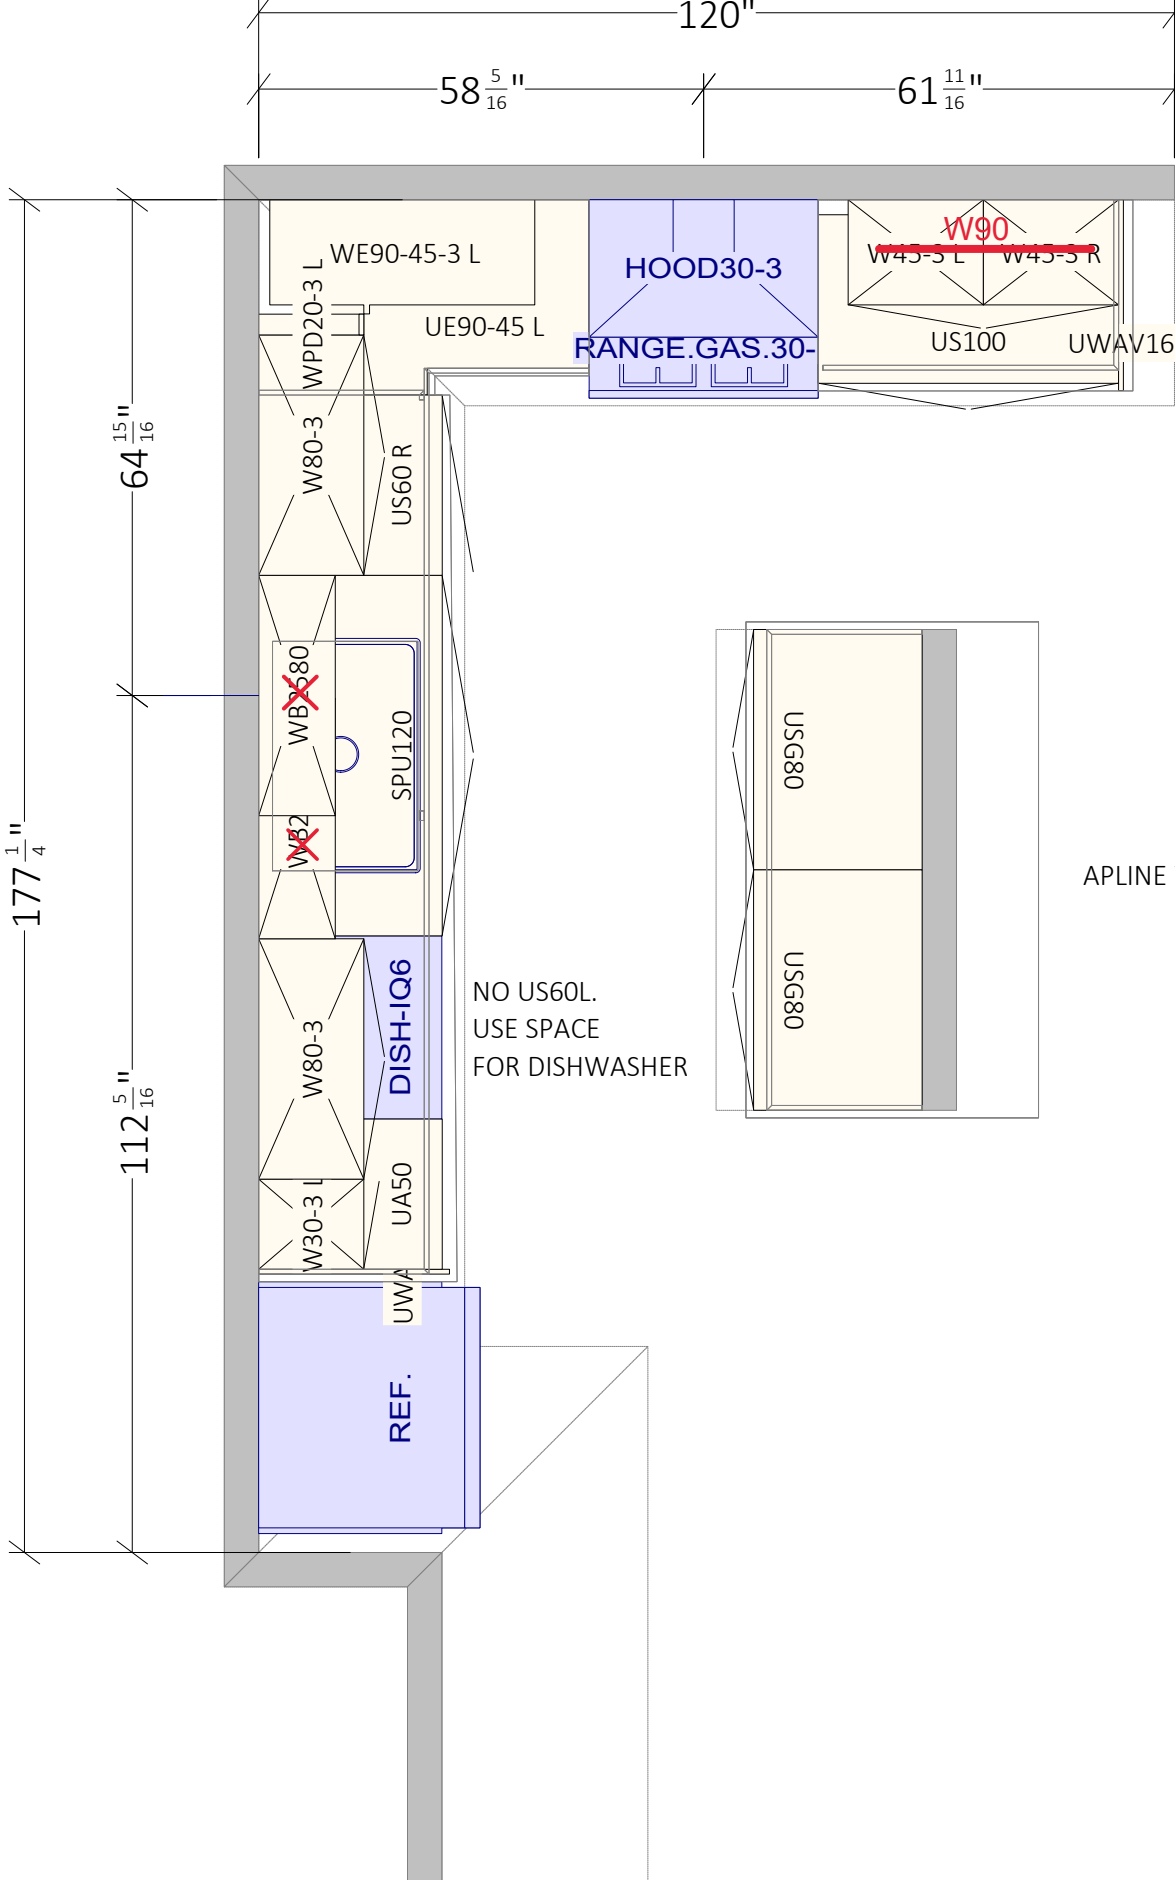 120"
58 5/16"
61 11/16"
W90
WE90-45-3 L
HOOD30-3
W45-3 L
W45-3 R
WPD20-3 L
UE90-45 L
RANGE.GAS.30-
US100
UWAV16
64 15/16"
W80-3
US60 R
SPU120
USG80
WB2
177 1/4"
APLINE
USG80
DISH-IQ6
NO US60L.
USE SPACE
FOR DISHWASHER
W80-3
112 5/16"
UA50
W30-3 L
UWA
REF.